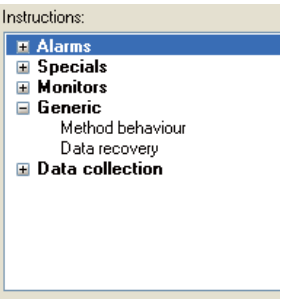 Instructions:
Alarms
Specials
Monitors
Generic
Method behaviour
Data recovery
Data collection